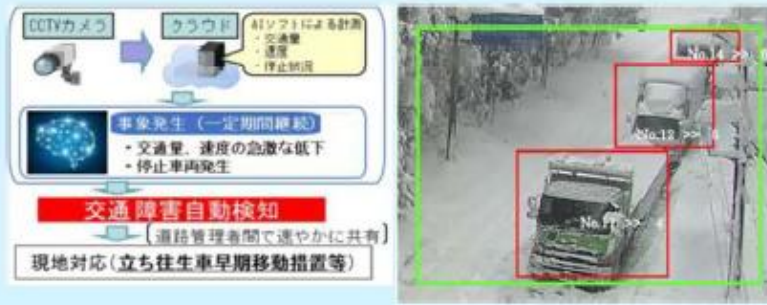 CCTVカメラ
クラウド
AIソフトによる計測
・交通量
・速度
・停止状況
事象発生（一定期間継続）
・交通量、速度の急激な低下
・停止車両発生
交通障害自動検知
[道路管理者間で速やかに共有]
現地対応（立ち往生車早期移動措置等）
No.14 >>
No.12 >>